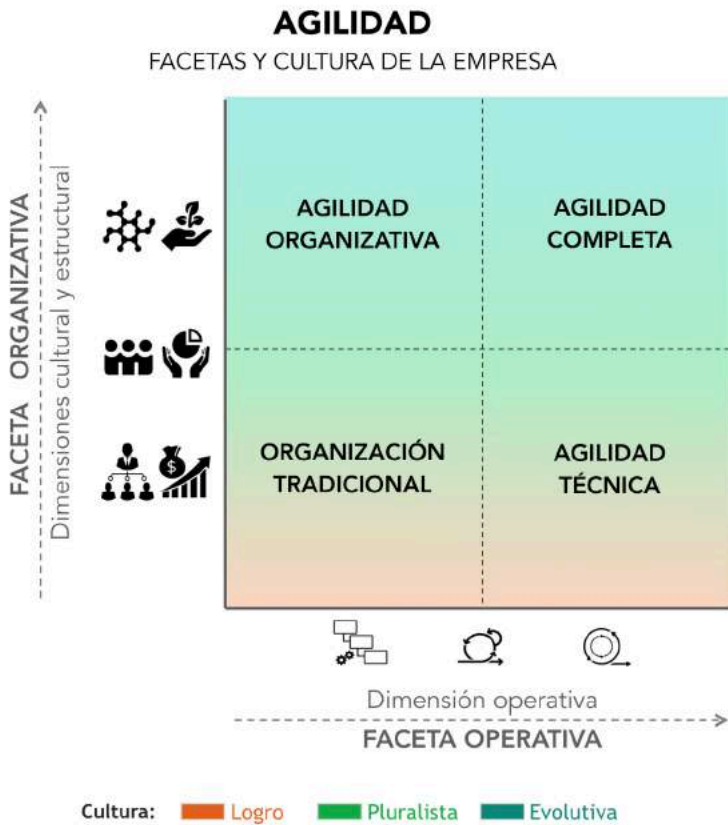 AGILIDAD
FACETAS Y CULTURA DE LA EMPRESA
FACETA ORGANIZATIVA
Dimensiones cultural y estructural
AGILIDAD
ORGANIZATIVA
AGILIDAD
COMPLETA
$
ORGANIZACIÓN
TRADICIONAL
AGILIDAD
TÉCNICA
Dimensión operativa
FACETA OPERATIVA
Cultura: Logro Pluralista Evolutiva